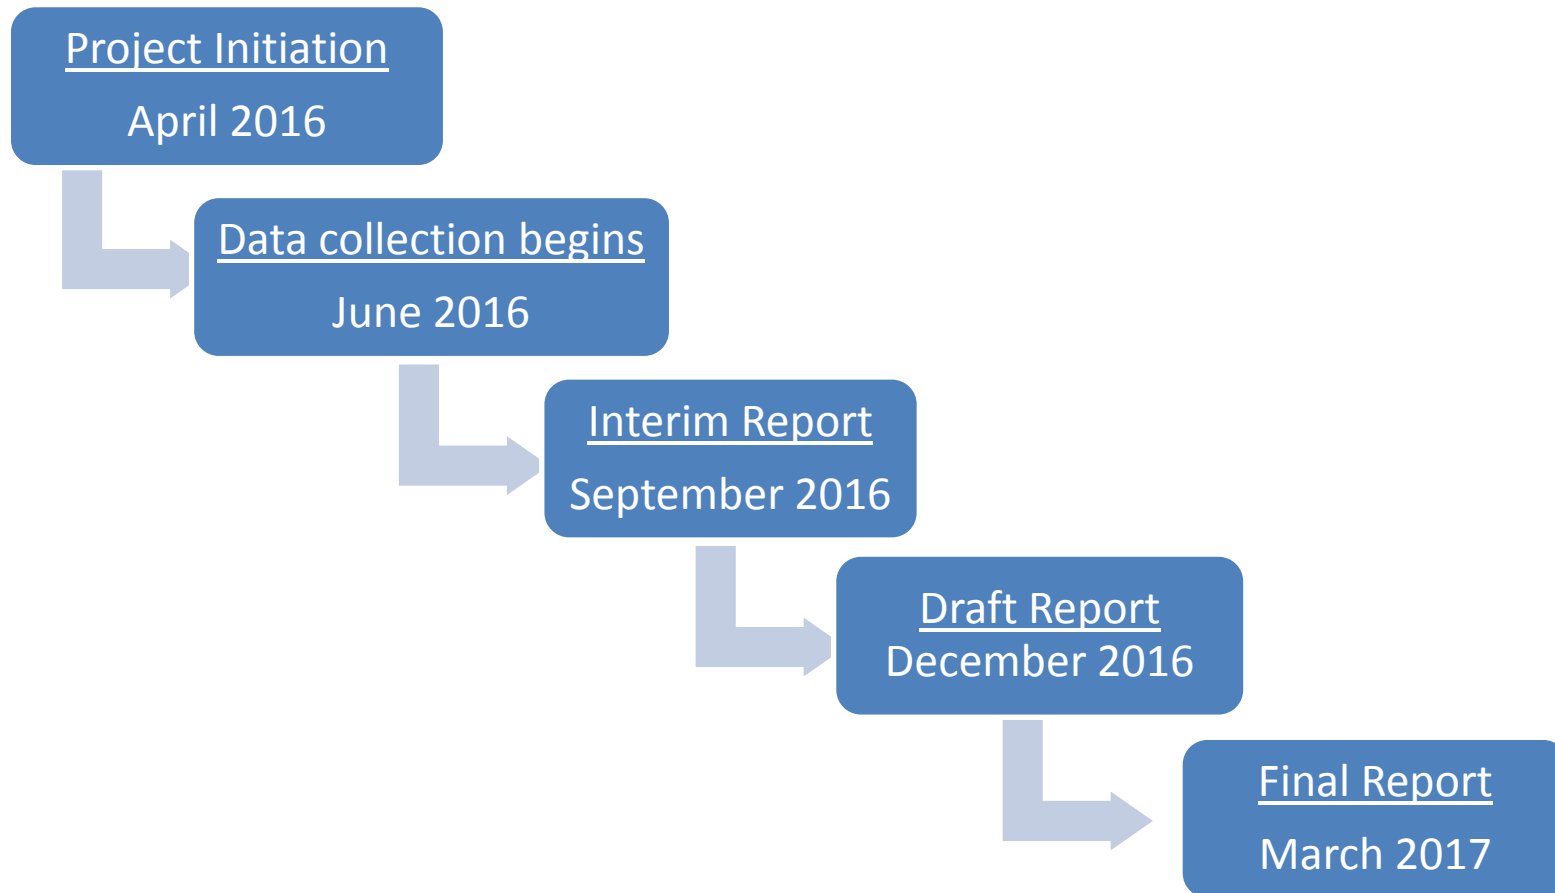 Project Initiation
April 2016
Data collection begins
June 2016
Interim Report
September 2016
Draft Report
December 2016
Final Report
March 2017